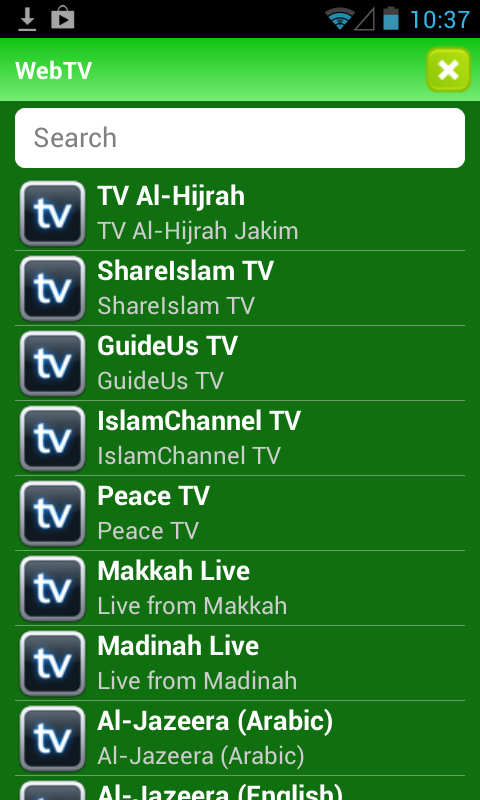 10:37
WebTV
Search
tv
TV Al-Hijrah
TV Al-Hijrah Jakim
tv
ShareIslam TV
ShareIslam TV
tv
GuideUs TV
GuideUs TV
tv
IslamChannel TV
IslamChannel TV
tv
Peace TV
Peace TV
tv
Makkah Live
Live from Makkah
tv
Madinah Live
Live from Madinah
tv
Al-Jazeera (Arabic)
Al-Jazeera (Arabic)
Al-Jazeera (English)